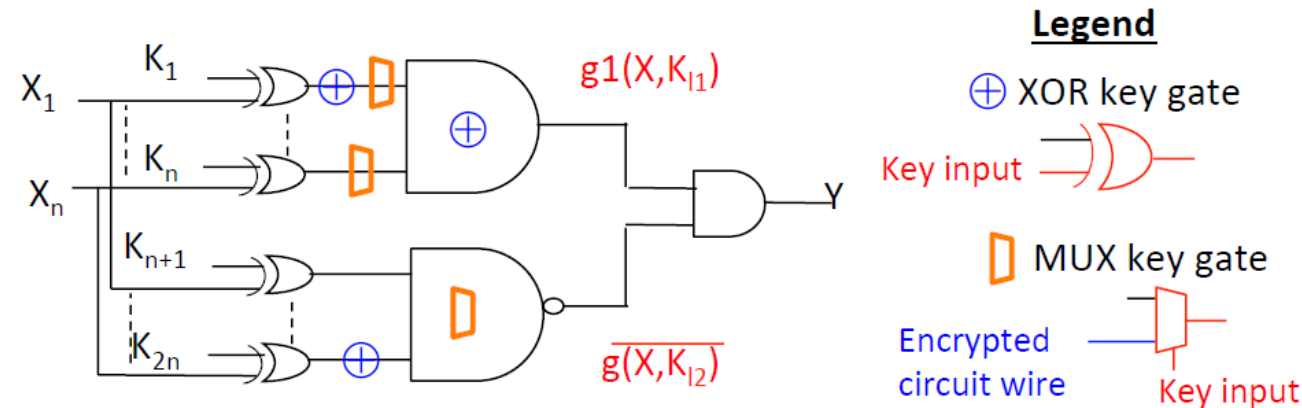 K1
X1
Kn
Xn
Kn+1
K2n
g1(X,Kl1)
g(X,Kl2)
Y
Legend
XOR key gate
Key input
MUX key gate
Encrypted
circuit wire
Key input